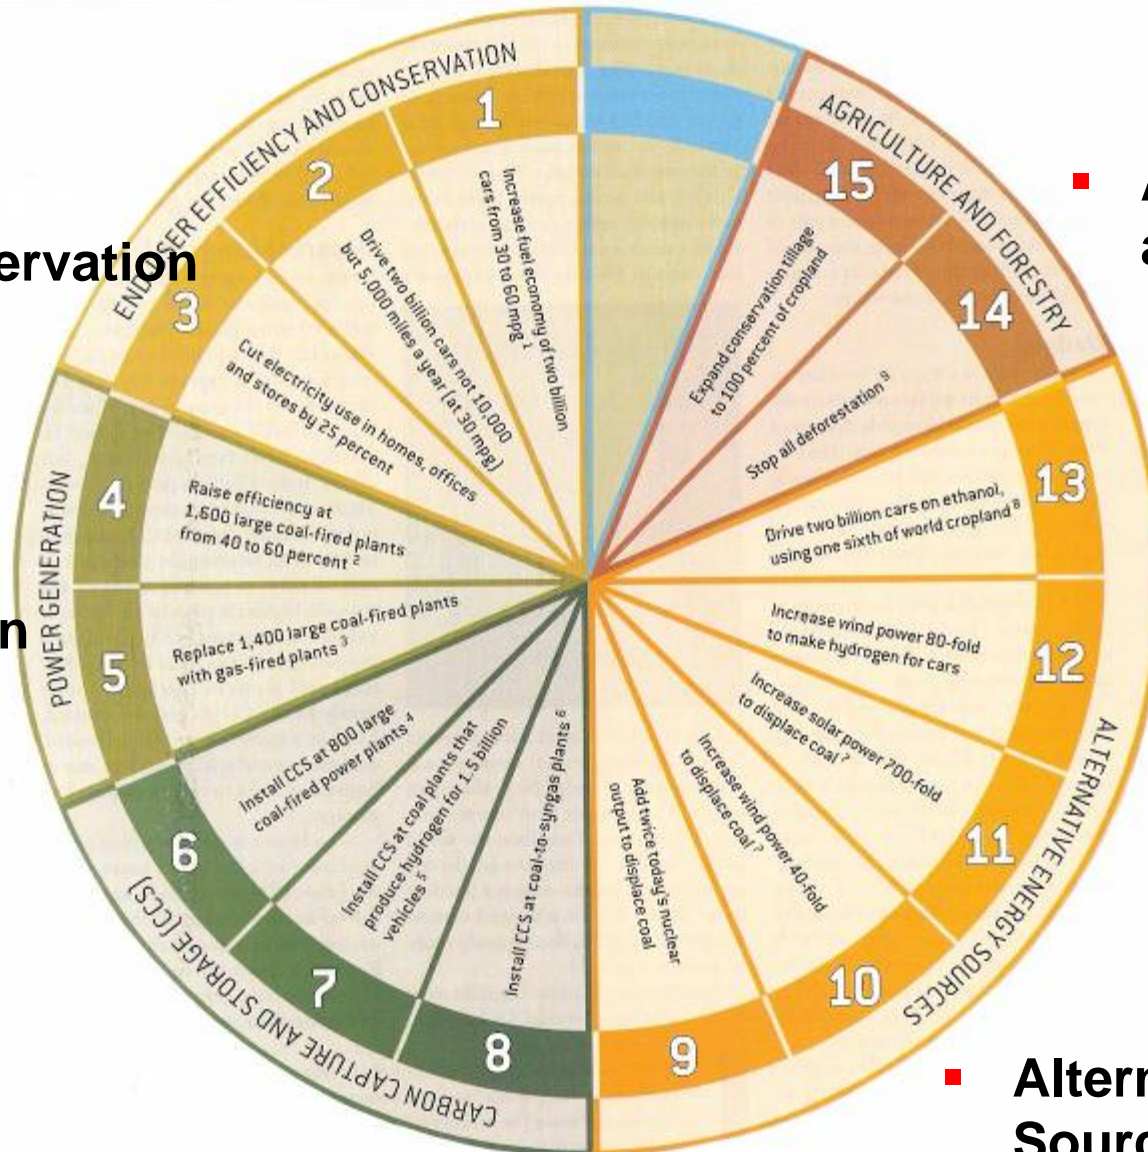 END-USER EFFICIENCY AND CONSERVATION
1
Increase fuel economy of two billion
cars from 30 to 60 mpg 1
2
Drive two billion cars not 10,000
but 5,000 miles a year (at 30 mpg)
3
Cut electricity use in homes, offices
and stores by 25 percent
ervation
POWER GENERATION
4
Raise efficiency at
1,600 large coal-fired plants
from 40 to 60 percent 2
5
Replace 1,400 large coal-fired plants
with gas-fired plants 3
n
CARBON CAPTURE AND STORAGE (CCS)
6
Install CCS at 800 large
coal-fired power plants 4
7
Install CCS at coal plants that
produce hydrogen for 1.5 billion
vehicles 5
8
Install CCS at coal-to-syngas plants 6
ALTERNATIVE ENERGY SOURCES
9
Add twice today's nuclear
output to displace coal
10
Increase wind power 40-fold
to displace coal 7
11
Increase solar power 700-fold
to displace coal 7
12
Increase wind power 80-fold
to make hydrogen for cars
13
Drive two billion cars on ethanol,
using one sixth of world cropland 8
AGRICULTURE AND FORESTRY
14
Stop all deforestation 9
15
Expand conservation tillage
to 100 percent of cropland
Altern
Sourc